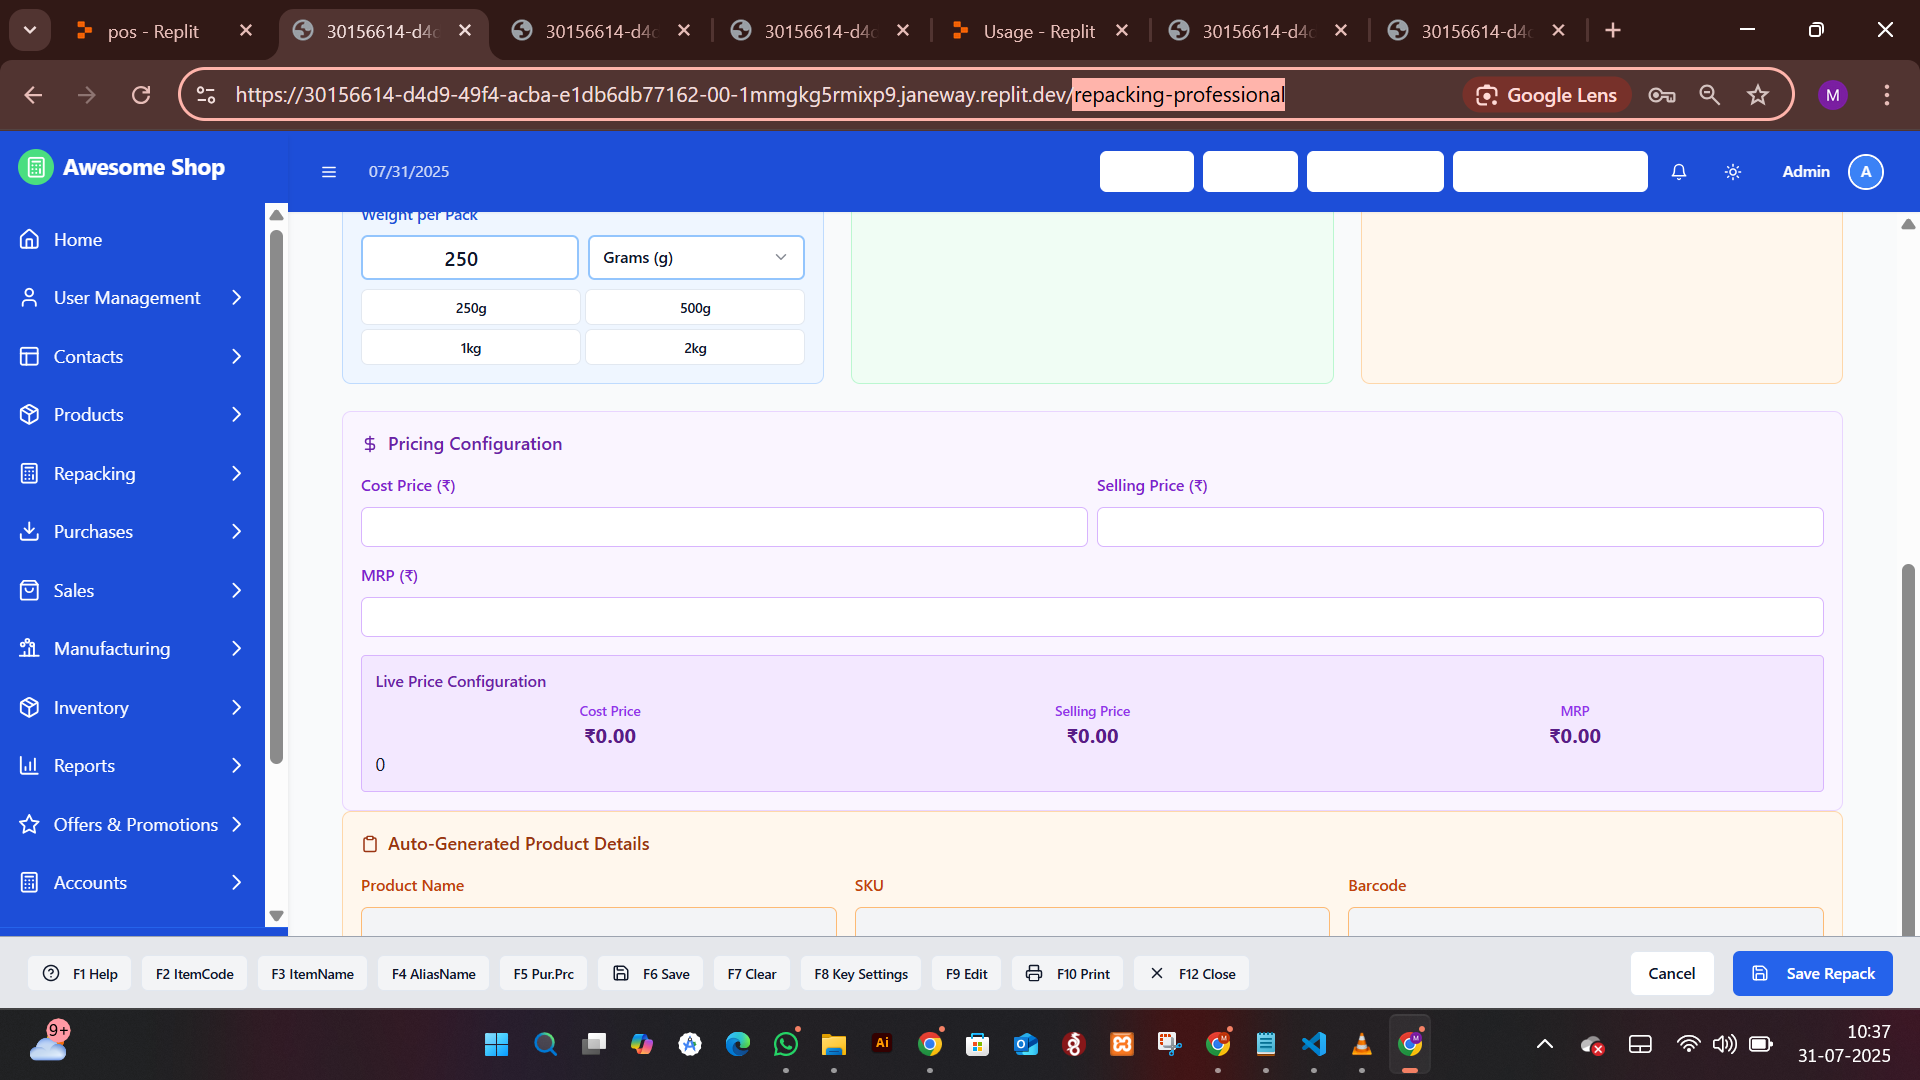 pos - Replit
30156614-d4d
30156614-d4d
30156614-d4d
Usage - Replit
30156614-d4d
30156614-d4d
https://30156614-d4d9-49f4-acba-e1db6db77162-00-1mmgkg5rmixp9.janeway.replit.dev/repacking-professional
Google Lens
M
Awesome Shop
07/31/2025
Admin
A
Home
User Management
Contacts
Products
Repacking
Purchases
Sales
Manufacturing
Inventory
Reports
Offers & Promotions
Accounts
Weight per Pack
250
Grams (g)
250g
500g
1kg
2kg
Pricing Configuration
Cost Price (₹)
Selling Price (₹)
MRP (₹)
Live Price Configuration
Cost Price
Selling Price
MRP
₹0.00
₹0.00
₹0.00
0
Auto-Generated Product Details
Product Name
SKU
Barcode
F1 Help
F2 ItemCode
F3 ItemName
F4 AliasName
F5 Pur.Prc
F6 Save
F7 Clear
F8 Key Settings
F9 Edit
F10 Print
F12 Close
Cancel
Save Repack
9+
Ai
10:37
31-07-2025